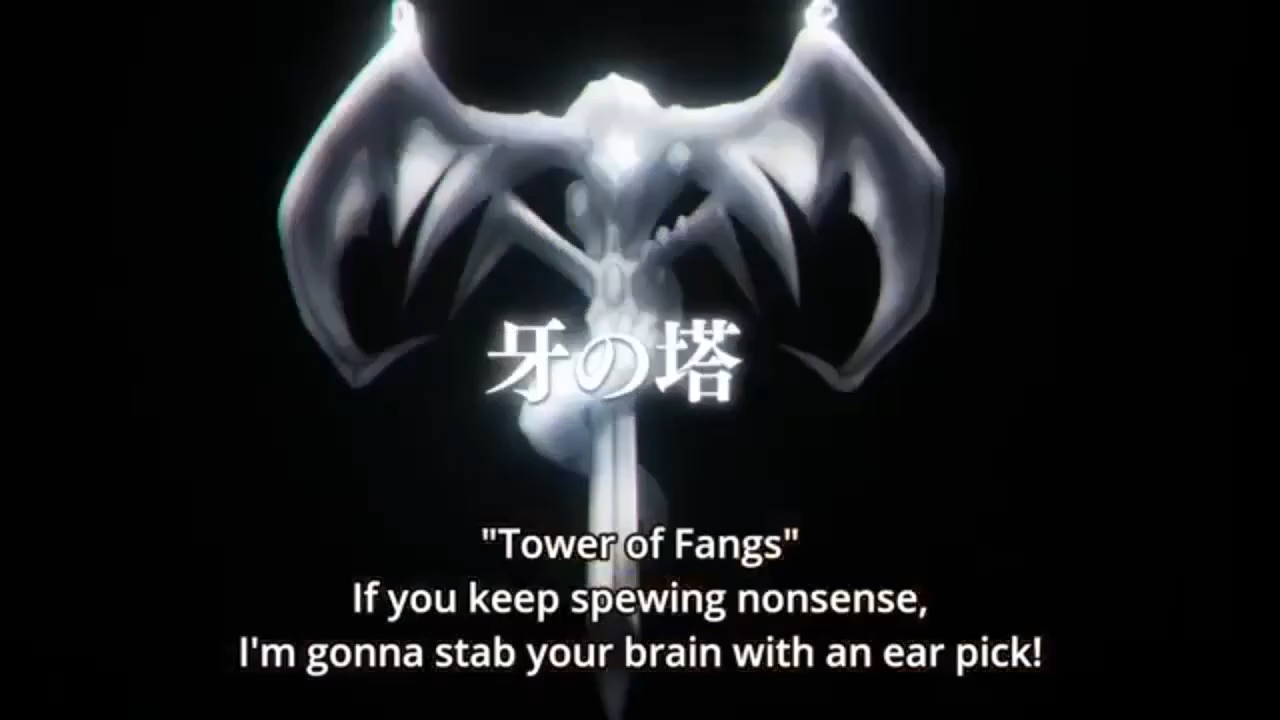 牙の塔
"Tower of Fangs"
If you keep spewing nonsense,
I'm gonna stab your brain with an ear pick!